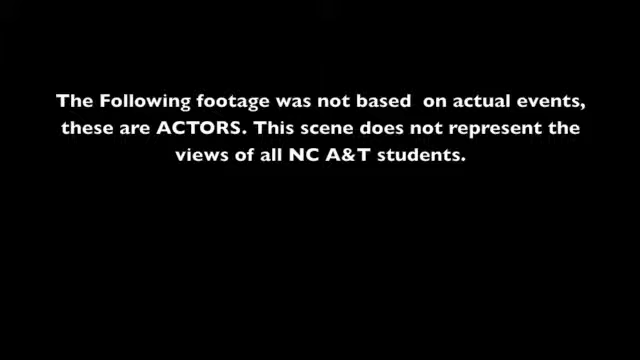 The Following footage was not based  on actual events,
these are ACTORS. This scene does not represent the
views of all NC A&T students.